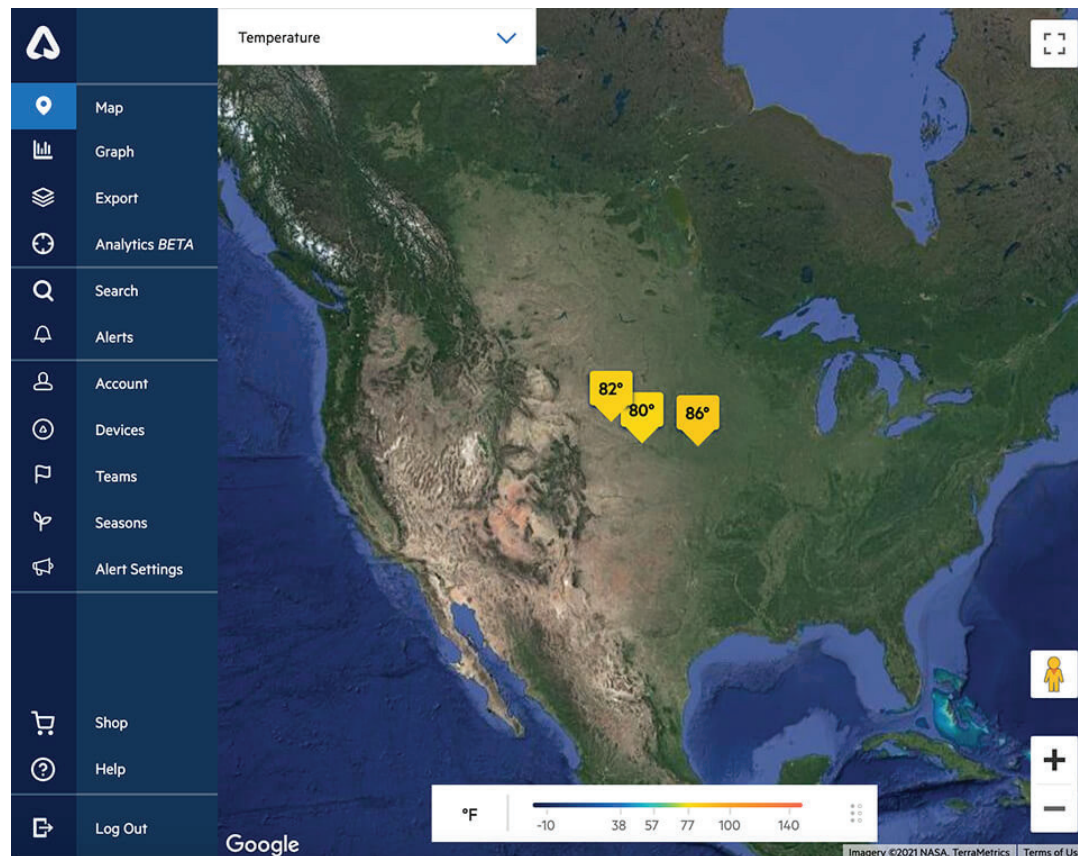 Temperature
Map
Graph
Export
Analytics BETA
Search
Alerts
Account
Devices
Teams
Seasons
Alert Settings
Shop
Help
Log Out
82°
80°
86°
°F
-10 38 57 77 100 140
Google
Imagery ©2021 NASA, TerraMetrics Terms of Us